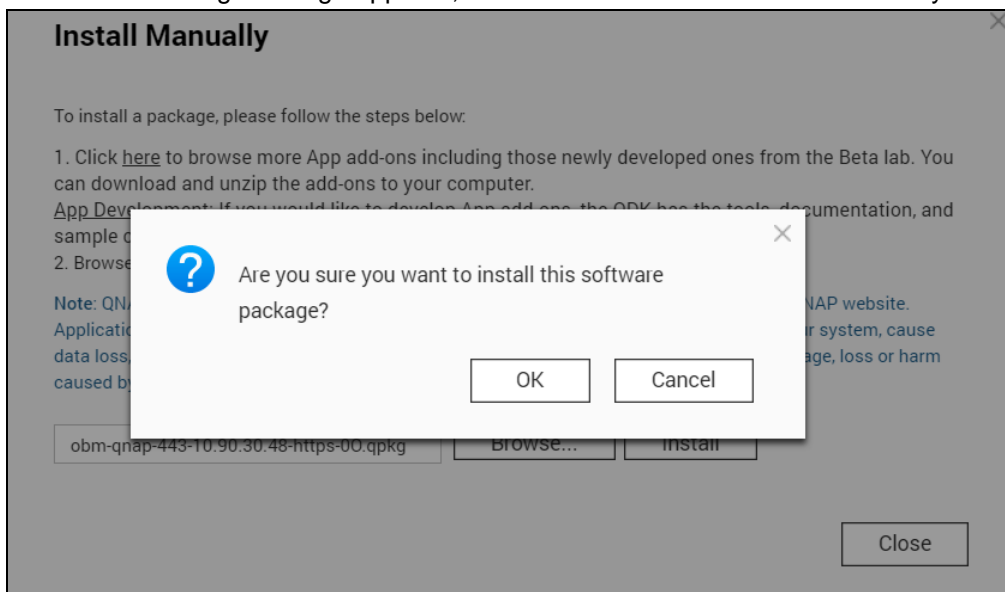 Install Manually
To install a package, please follow the steps below:
1. Click here to browse more App add-ons including those newly developed ones from the Beta lab. You
can download and unzip the add-ons to your computer.
App Development: If you would like to develop App add-ons, the QDK has the tools, documentation, and
sample
2. Browse
Are you sure you want to install this software
package?
Note: QNAP website.
system, cause
data loss, loss or harm
caused
OK Cancel
obm-qnap-443-10.90.30.48-https-0O.qpkg Browse... Install
Close